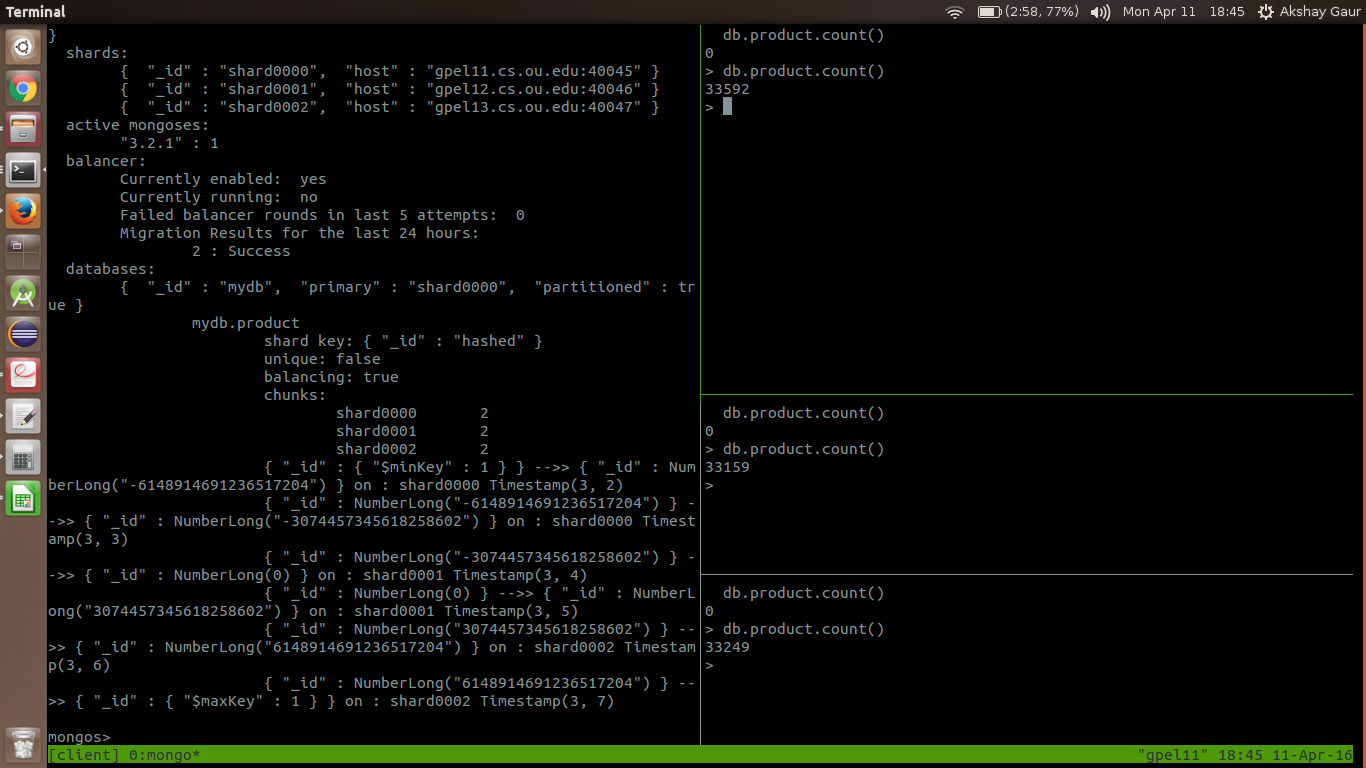 Terminal
(2:58, 77%) Mon Apr 11 18:45 Akshay Gaur
}
shards:
{ "_id" : "shard0000", "host" : "gpel11.cs.ou.edu:40045" }
{ "_id" : "shard0001", "host" : "gpel12.cs.ou.edu:40046" }
{ "_id" : "shard0002", "host" : "gpel13.cs.ou.edu:40047" }
active mongoses:
"3.2.1" : 1
balancer:
Currently enabled: yes
Currently running: no
Failed balancer rounds in last 5 attempts: 0
Migration Results for the last 24 hours:
2 : Success
databases:
{ "_id" : "mydb", "primary" : "shard0000", "partitioned" : tr
ue }
mydb.product
shard key: { "_id" : "hashed" }
unique: false
balancing: true
chunks:
shard0000 2
shard0001 2
shard0002 2
{ "_id" : { "$minKey" : 1 } } -->> { "_id" : Num
berLong("-6148914691236517204") } on : shard0000 Timestamp(3, 2)
{ "_id" : NumberLong("-6148914691236517204") } -
->> { "_id" : NumberLong("-3074457345618258602") } on : shard0000 Timest
amp(3, 3)
{ "_id" : NumberLong("-3074457345618258602") } -
->> { "_id" : NumberLong(0) } on : shard0001 Timestamp(3, 4)
{ "_id" : NumberLong(0) } -->> { "_id" : NumberL
ong("3074457345618258602") } on : shard0001 Timestamp(3, 5)
{ "_id" : NumberLong("3074457345618258602") } --
>> { "_id" : NumberLong("6148914691236517204") } on : shard0002 Timestam
p(3, 6)
{ "_id" : NumberLong("6148914691236517204") } --
>> { "_id" : { "$maxKey" : 1 } } on : shard0002 Timestamp(3, 7)
mongos>
db.product.count()
0
> db.product.count()
33592
>
db.product.count()
0
> db.product.count()
33159
>
db.product.count()
0
> db.product.count()
33249
>
[client] 0:mongo*
"gpel11" 18:45 11-Apr-16